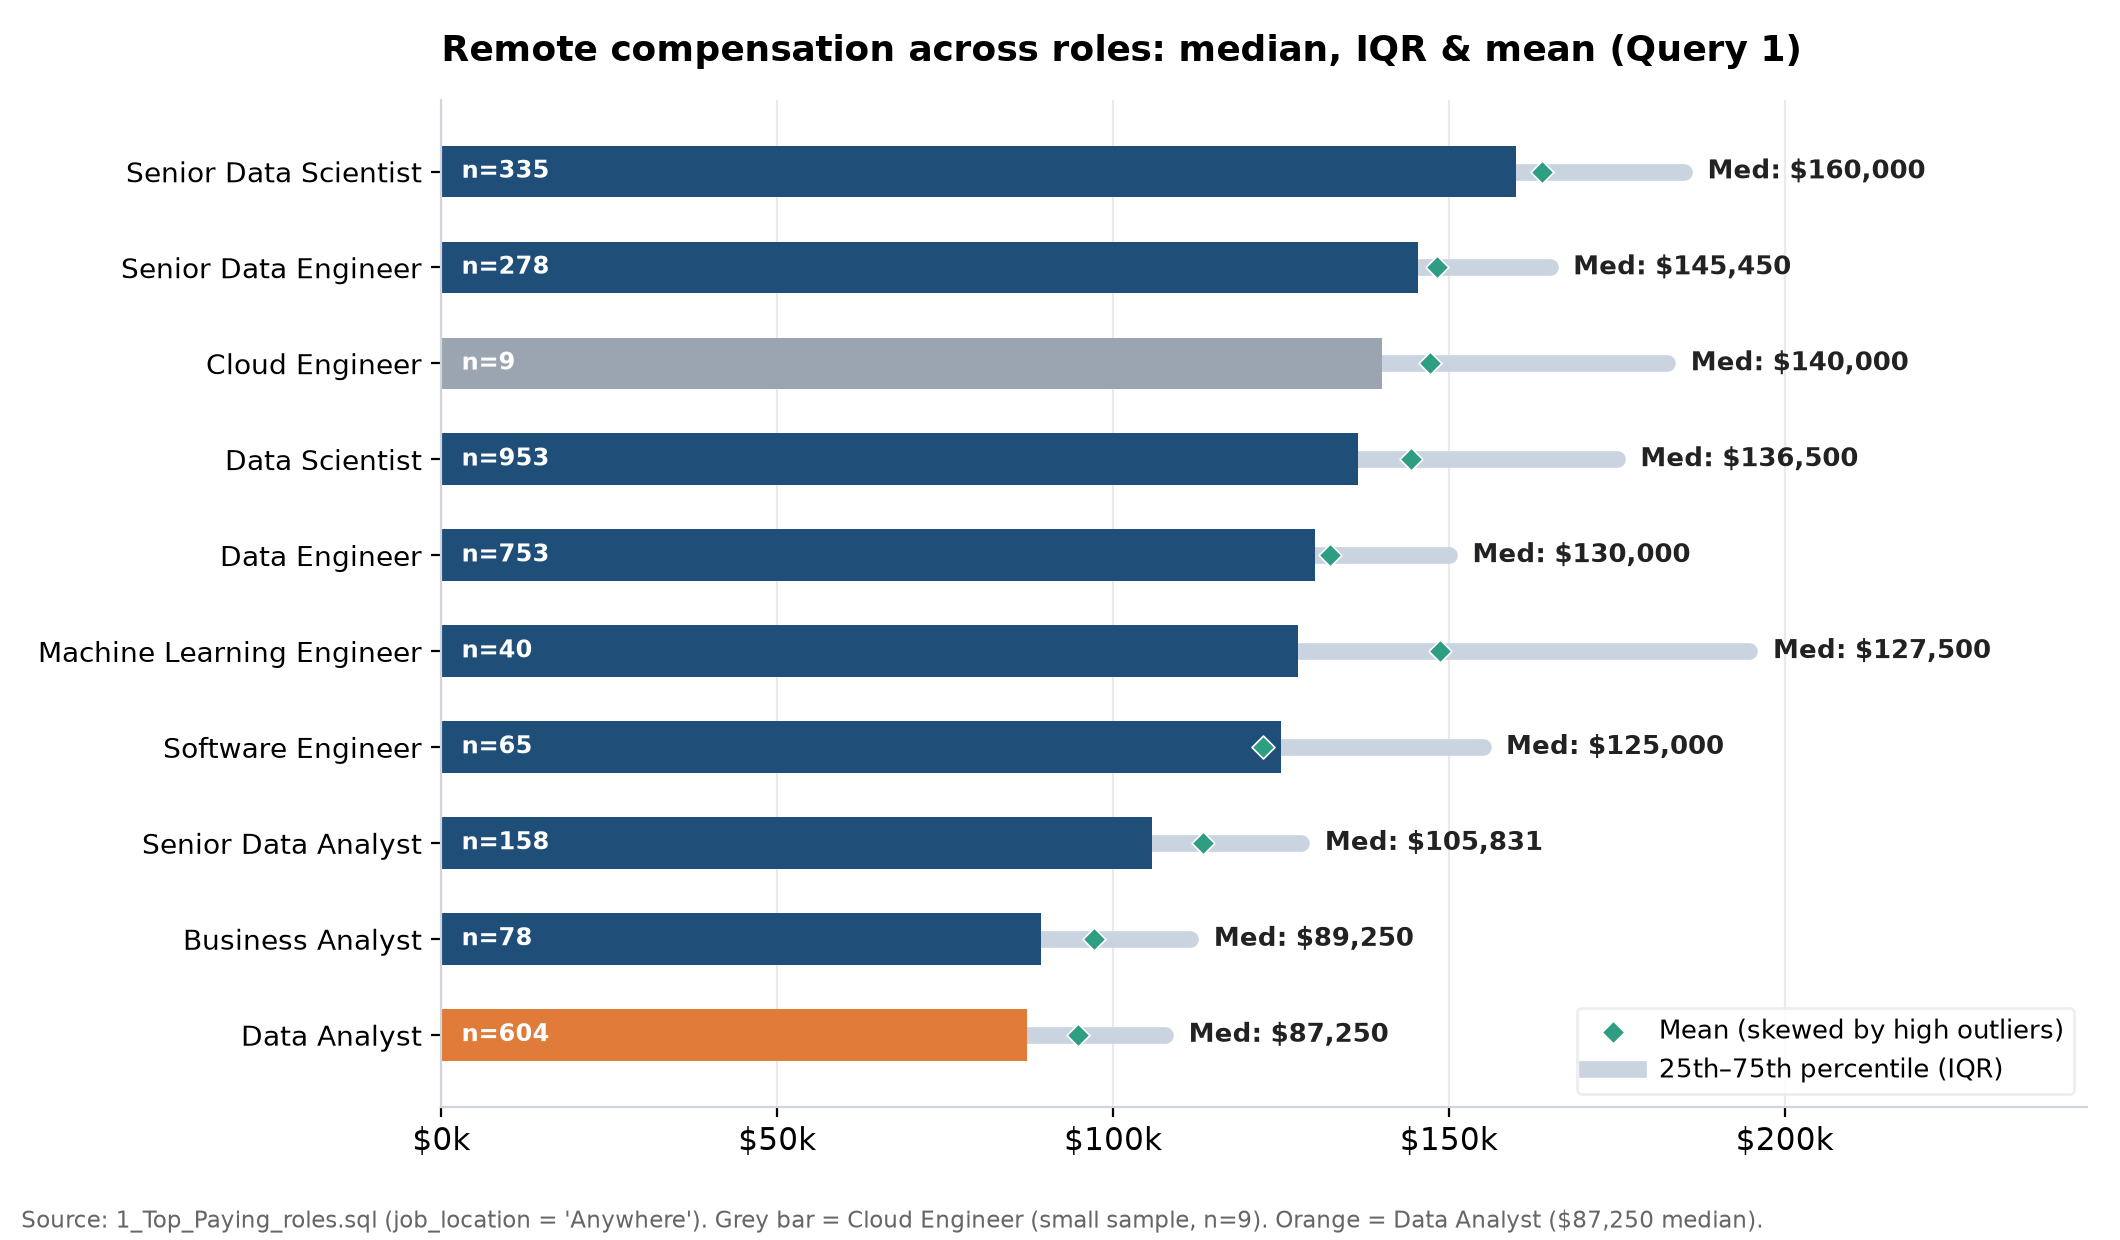 Remote compensation across roles: median, IQR & mean (Query 1)
Senior Data Scientist n=335 Med: $160,000
Senior Data Engineer n=278 Med: $145,450
Cloud Engineer n=9 Med: $140,000
Data Scientist n=953 Med: $136,500
Data Engineer n=753 Med: $130,000
Machine Learning Engineer n=40 Med: $127,500
Software Engineer n=65 Med: $125,000
Senior Data Analyst n=158 Med: $105,831
Business Analyst n=78 Med: $89,250
Data Analyst n=604 Med: $87,250
Mean (skewed by high outliers)
25th–75th percentile (IQR)
$0k $50k $100k $150k $200k
Source: 1_Top_Paying_roles.sql (job_location = 'Anywhere'). Grey bar = Cloud Engineer (small sample, n=9). Orange = Data Analyst ($87,250 median).